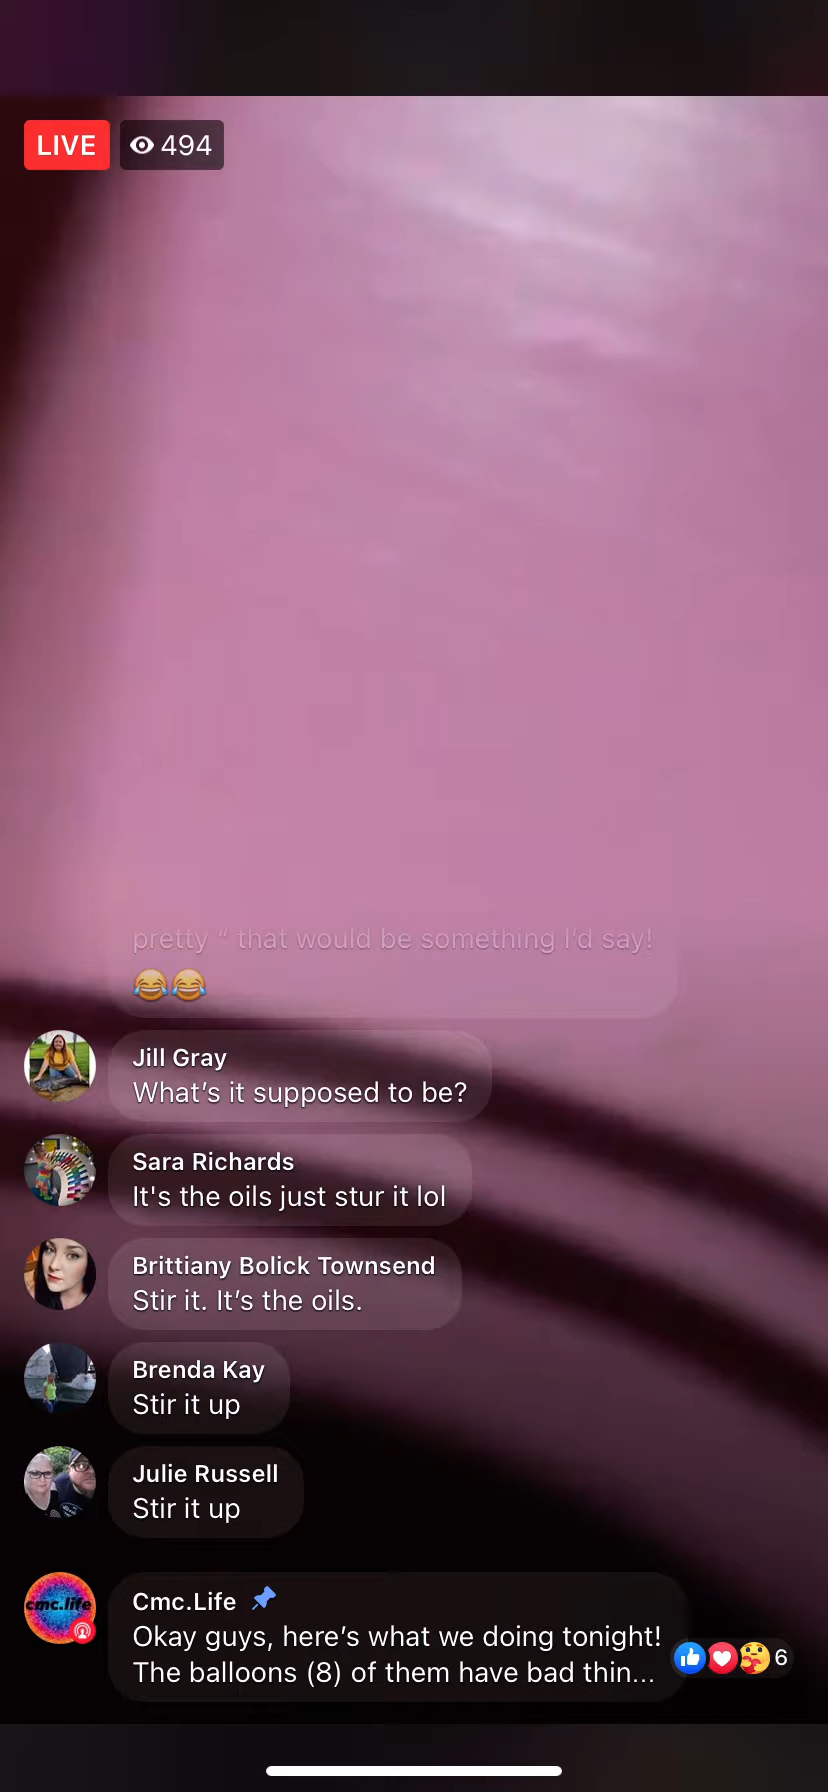 LIVE 494
pretty “ that would be something I'd say!
😂😂
Jill Gray
What’s it supposed to be?
Sara Richards
It's the oils just stur it lol
Brittiany Bolick Townsend
Stir it. It’s the oils.
Brenda Kay
Stir it up
Julie Russell
Stir it up
cmc.life
Cmc.Life 📌
Okay guys, here’s what we doing tonight!
The balloons (8) of them have bad thin...
6